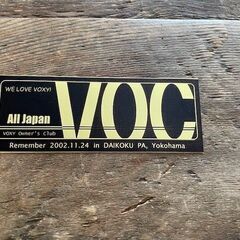 WE LOVE VOXY!
All Japan
VOC
VOXY Owner's Club
Remember 2002.11.24 in DAIKOKU PA, Yokohama